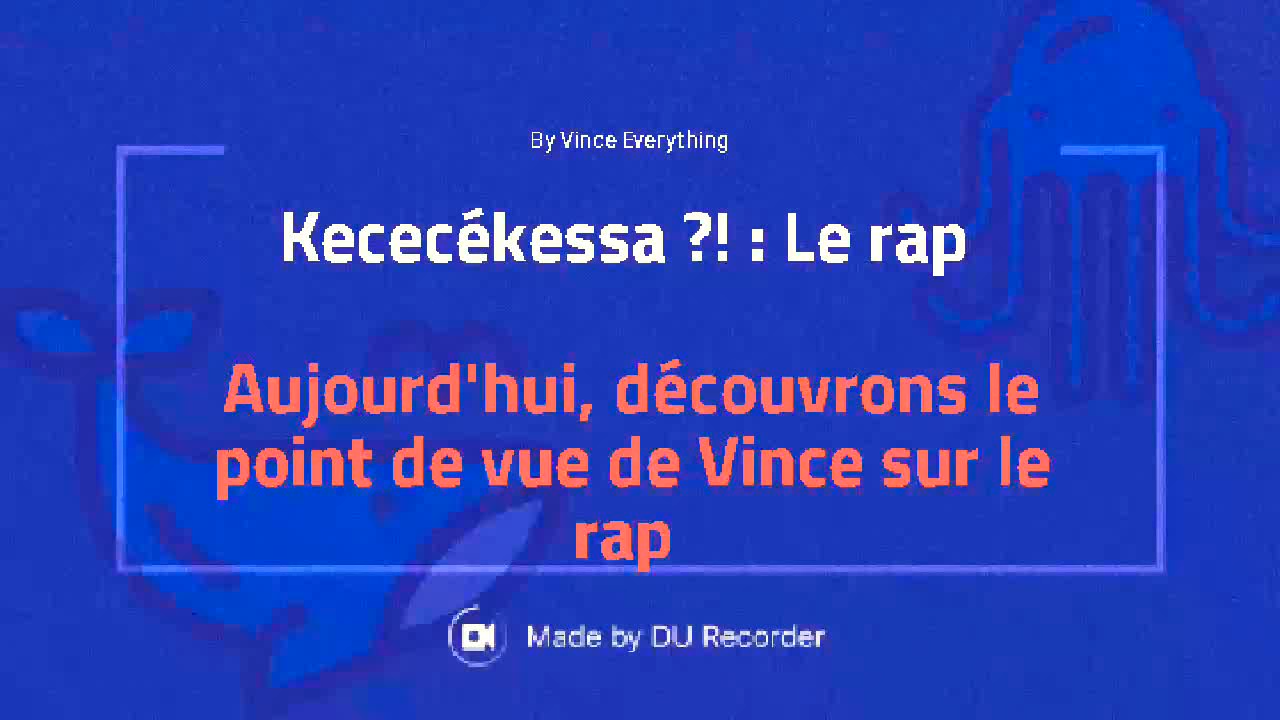 By Vince Everything
Kececékessa ?! : Le rap
Aujourd'hui, découvrons le
point de vue de Vince sur le
rap
Made by DU Recorder